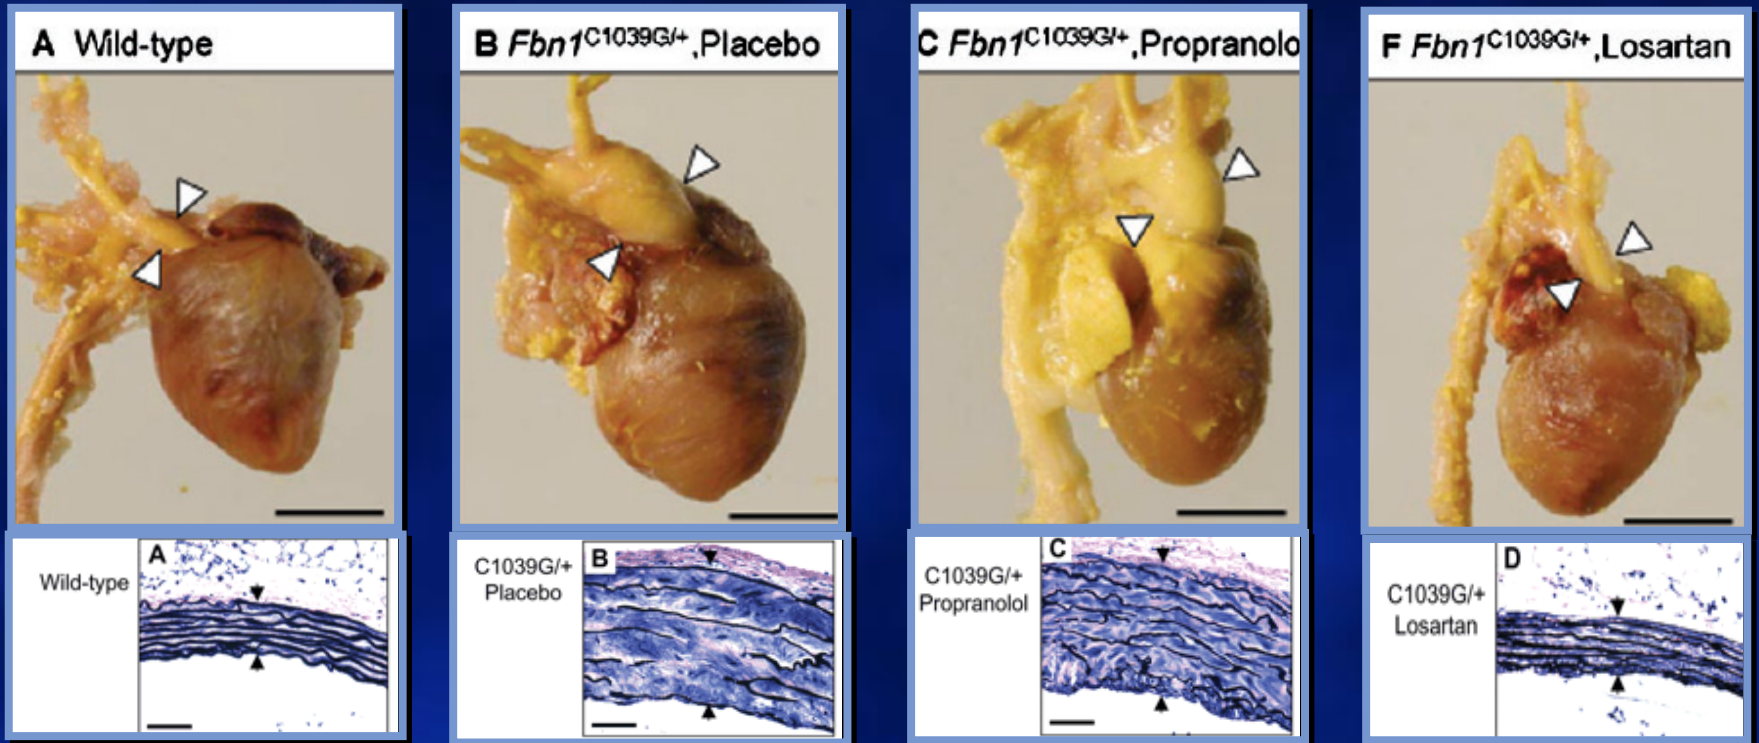 A Wild-type
B Fbn1C1039G/+,Placebo
C Fbn1C1039G/+,Propranolo
F Fbn1C1039G/+,Losartan
Wild-type
A
C1039G/+
Placebo
B
C1039G/+
Propranolol
C
C1039G/+
Losartan
D